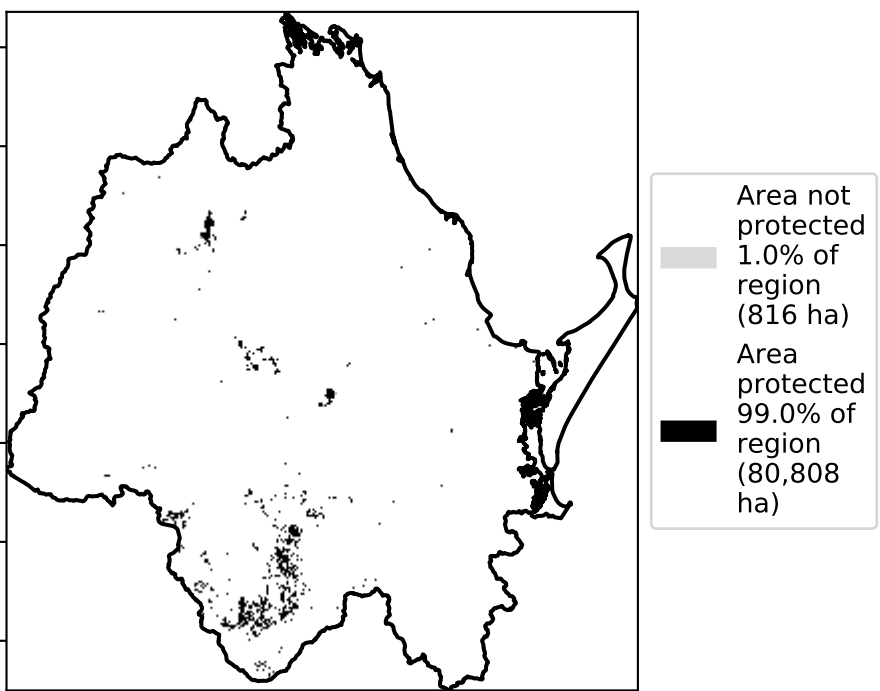 Area not
protected
1.0% of
region
(816 ha)
Area
protected
99.0% of
region
(80,808
ha)